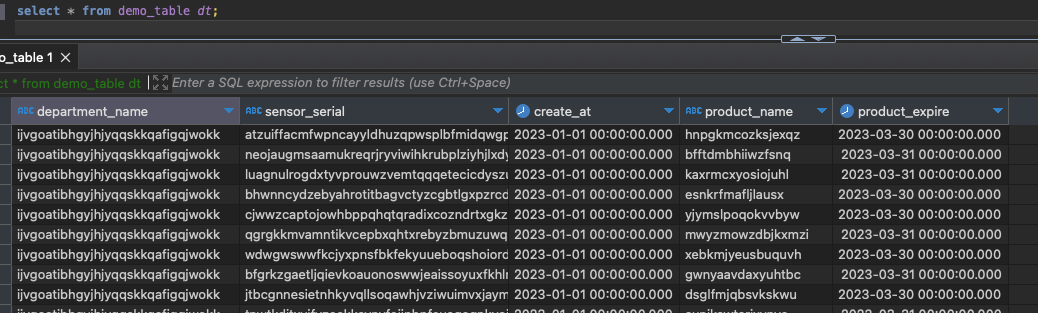 select * from demo_table dt;
o_table 1
ct * from demo_table dt Enter a SQL expression to filter results (use Ctrl+Space)
ABC department_name ABC sensor_serial create_at ABC product_name product_expire
ijvgoatibhgyjhjyqqskkqafigqjwokk atzuiffacmfwpncayyldhuzqpwsplbfmidqwgp 2023-01-01 00:00:00.000 hnpgkmcozksjexqz 2023-03-30 00:00:00.000
ijvgoatibhgyjhjyqqskkqafigqjwokk neojaugmsaamukreqrjryviwihkrubplziyhjlxdy 2023-01-01 00:00:00.000 bfftdmbhiiwzfsnq 2023-03-31 00:00:00.000
ijvgoatibhgyjhjyqqskkqafigqjwokk luagnulrogdxtyvprouwzvemtqqqetecicdyszu 2023-01-01 00:00:00.000 kaxrmcxyosiojuhl 2023-03-31 00:00:00.000
ijvgoatibhgyjhjyqqskkqafigqjwokk bhwnncydzebyahrotitbagvctyzcgbtlgxpzrcd 2023-01-01 00:00:00.000 esnkrfmafljlausx 2023-03-31 00:00:00.000
ijvgoatibhgyjhjyqqskkqafigqjwokk cjwwzcaptojowhbppqhqtqradixcozndrtxgkz 2023-01-01 00:00:00.000 yjymslpoqokvvbyw 2023-03-30 00:00:00.000
ijvgoatibhgyjhjyqqskkqafigqjwokk qgrgkkmvamntikvcepbxqhtxrebyzbmuzuwq 2023-01-01 00:00:00.000 mwyzmowzdbjkxmzi 2023-03-31 00:00:00.000
ijvgoatibhgyjhjyqqskkqafigqjwokk wdwgwswwfkcjyxpnsfbkfekyuueboqshoiord 2023-01-01 00:00:00.000 xebkmjyeusbuquvh 2023-03-30 00:00:00.000
ijvgoatibhgyjhjyqqskkqafigqjwokk bfgrkzgaetljqievkoauonoswwjeaissoyuxfkhlr 2023-01-01 00:00:00.000 gwnyaavdaxyuhtbc 2023-03-31 00:00:00.000
ijvgoatibhgyjhjyqqskkqafigqjwokk jtbcgnnesietnhkyvqllsoqawhjvziwuimvxjaym 2023-01-01 00:00:00.000 dsglfmjqbsvkskwu 2023-03-30 00:00:00.000